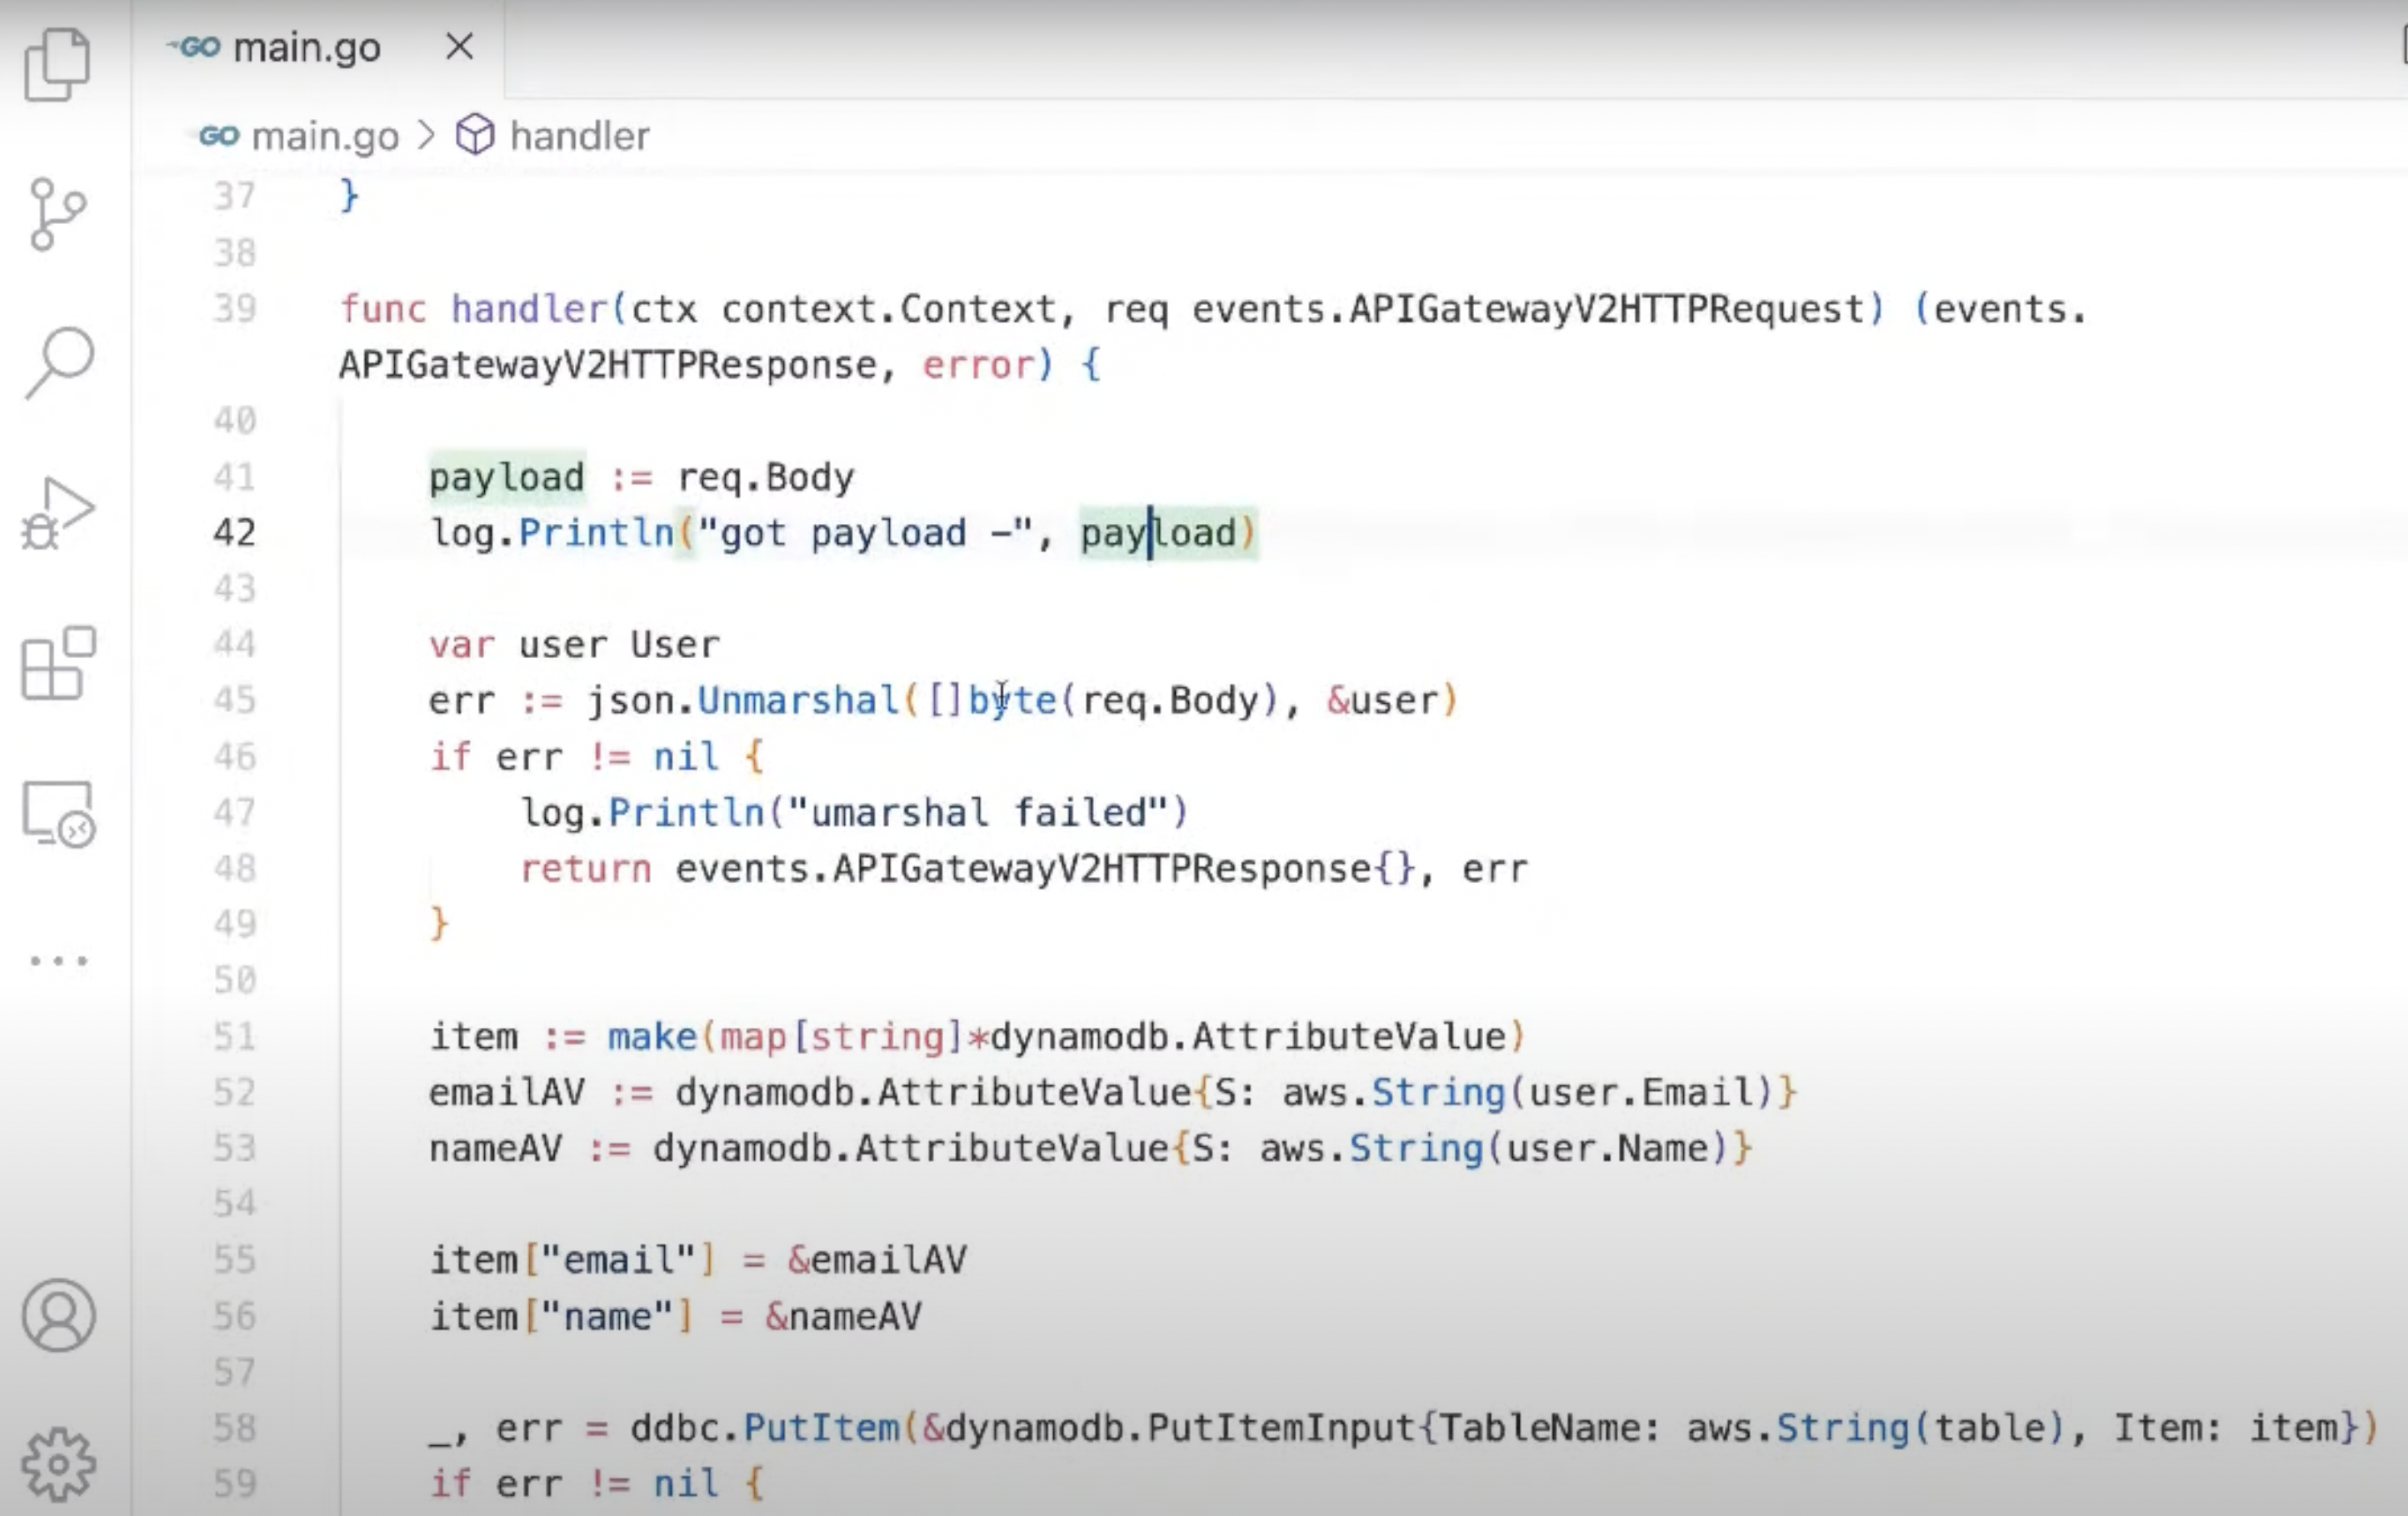 GO main.go
GO main.go > handler
37 }
38
39 func handler(ctx context.Context, req events.APIGatewayV2HTTPRequest) (events.
APIGatewayV2HTTPResponse, error) {
40
41 payload := req.Body
42 log.Println("got payload -", payload)
43
44 var user User
45 err := json.Unmarshal([]byte(req.Body), &user)
46 if err != nil {
47 log.Println("umarshal failed")
48 return events.APIGatewayV2HTTPResponse{}, err
49 }
50
51 item := make(map[string]*dynamodb.AttributeValue)
52 emailAV := dynamodb.AttributeValue{S: aws.String(user.Email)}
53 nameAV := dynamodb.AttributeValue{S: aws.String(user.Name)}
54
55 item["email"] = &emailAV
56 item["name"] = &nameAV
57
58 _, err = ddbc.PutItem(&dynamodb.PutItemInput{TableName: aws.String(table), Item: item})
59 if err != nil {